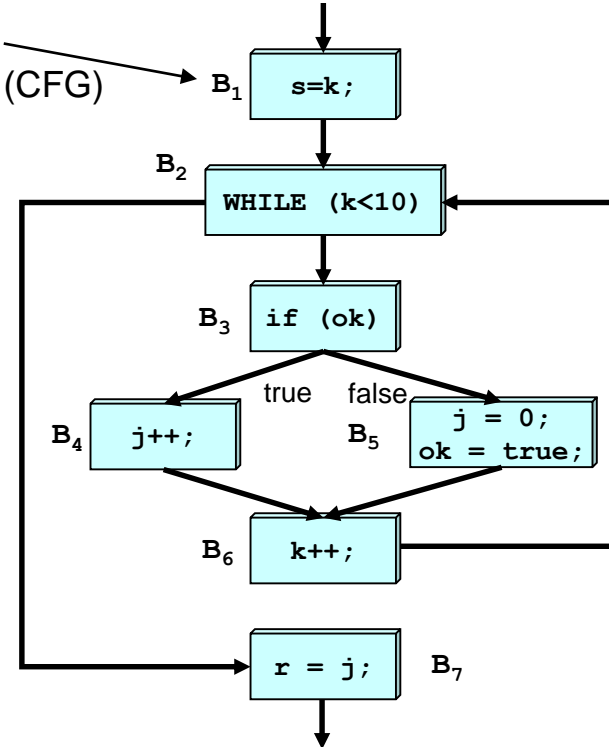 (CFG)
B1
s=k;
B2
WHILE (k<10)
B3
if (ok)
true
false
B4
j++;
B5
j = 0;
ok = true;
B6
k++;
r = j;
B7